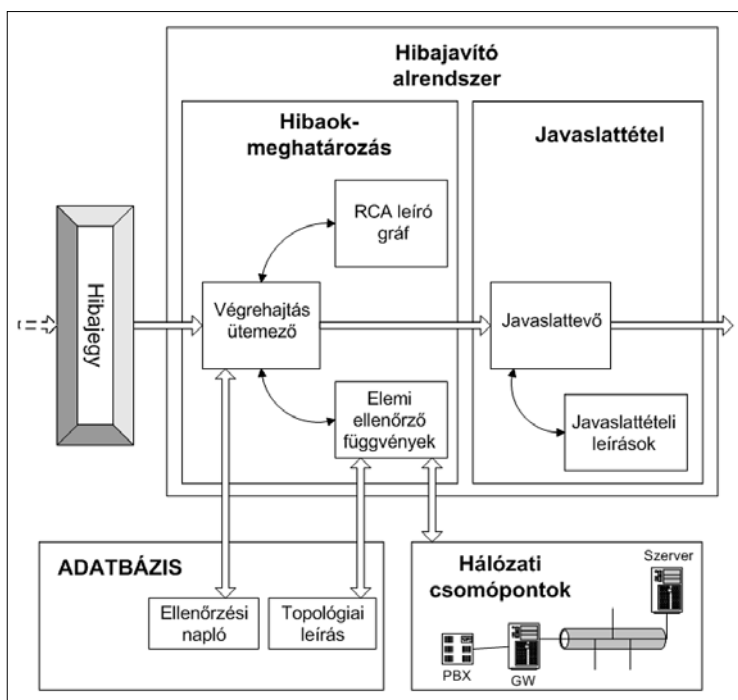 Hibajavító
alrendszer
Hibaok-
meghatározás
Javaslattétel
RCA leíró
gráf
Hibajegy
Végrehajtás
ütemező
Javaslattevő
Elemi
ellenőrző
függvények
Javaslattételi
leírások
ADATBÁZIS
Ellenőrzési
napló
Topológiai
leírás
Hálózati
csomópontok
Szerver
PBX
GW